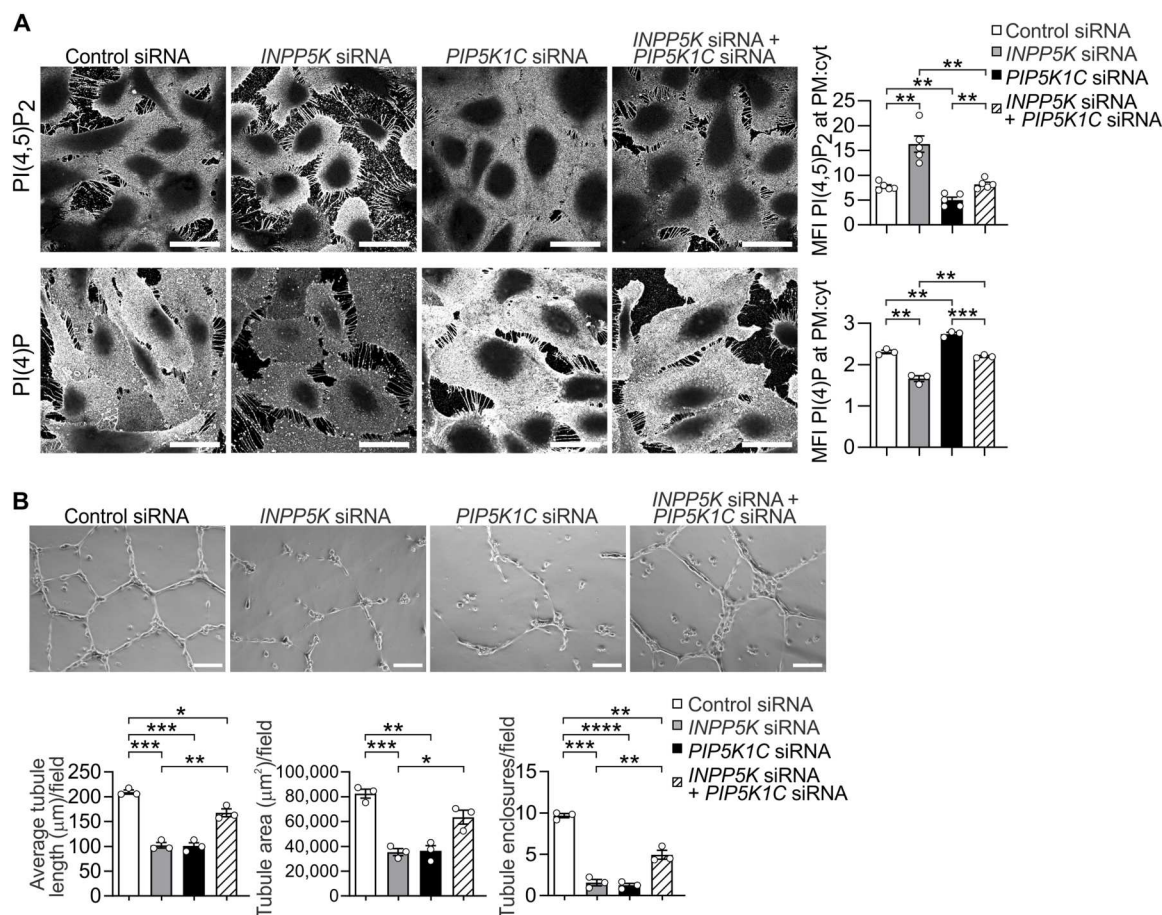 A
Control siRNA
INPP5K siRNA
PIP5K1C siRNA
INPP5K siRNA +
PIP5K1C siRNA
PI(4,5)P2
PI(4)P
MFI PI(4,5)P2 at PM:cyt
25
20
15
10
5
0
**
**
**
**
Control siRNA
INPP5K siRNA
PIP5K1C siRNA
INPP5K siRNA
+ PIP5K1C siRNA
MFI PI(4)P at PM:cyt
3
2
1
0
**
**
**
***
B
Control siRNA
INPP5K siRNA
PIP5K1C siRNA
INPP5K siRNA +
PIP5K1C siRNA
Average tubule
length (μm)/field
250
200
150
100
50
0
*
***
***
**
Tubule area (μm²)/field
100,000
80,000
60,000
40,000
20,000
0
**
***
*
Tubule enclosures/field
15
10
5
0
**
****
***
**
Control siRNA
INPP5K siRNA
PIP5K1C siRNA
INPP5K siRNA
+ PIP5K1C siRNA